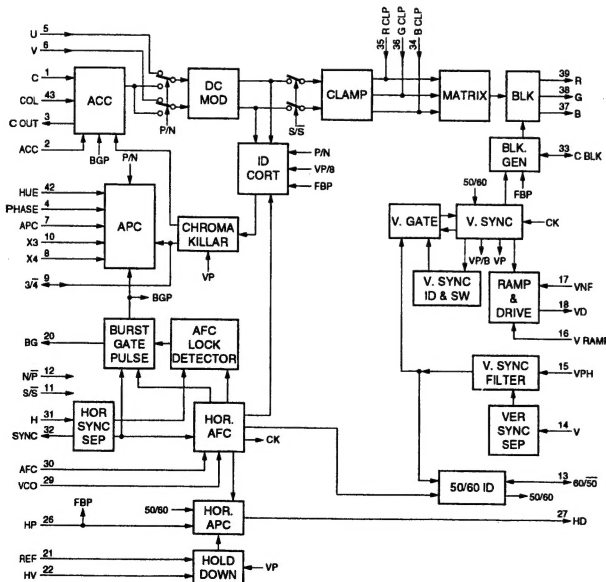 35 R CLP
36 G CLP
34 B CLP
U 5
V 6
C 1
COL 43
C OUT 3
ACC 2
ACC
BGP
P/N
P/N
DC MOD
S/S̅
CLAMP
MATRIX
BLK
39 R
38 G
37 B
BLK. GEN
33 C BLK
FBP
ID CORT
P/N
VP/8
FBP
HUE 42
PHASE 4
APC 7
X3 10
X4 8
3/4̅ 9
APC
CHROMA KILLAR
VP
BGP
50/60
V. GATE
V. SYNC
CK
VP/B
VP
V. SYNC ID & SW
RAMP & DRIVE
17 VNF
18 VD
16 V RAMP
BG 20
BURST GATE PULSE
AFC LOCK DETECTOR
N/P̅ 12
S/S̅ 11
H 31
SYNC 32
HOR SYNC SEP
HOR. AFC
CK
V. SYNC FILTER
15 VPH
VER SYNC SEP
14 V
AFC 30
VCO 29
50/60 ID
13 60/5̅0̅
50/60
FBP
50/60
HP 26
HOR. APC
27 HD
REF 21
HV 22
HOLD DOWN
VP